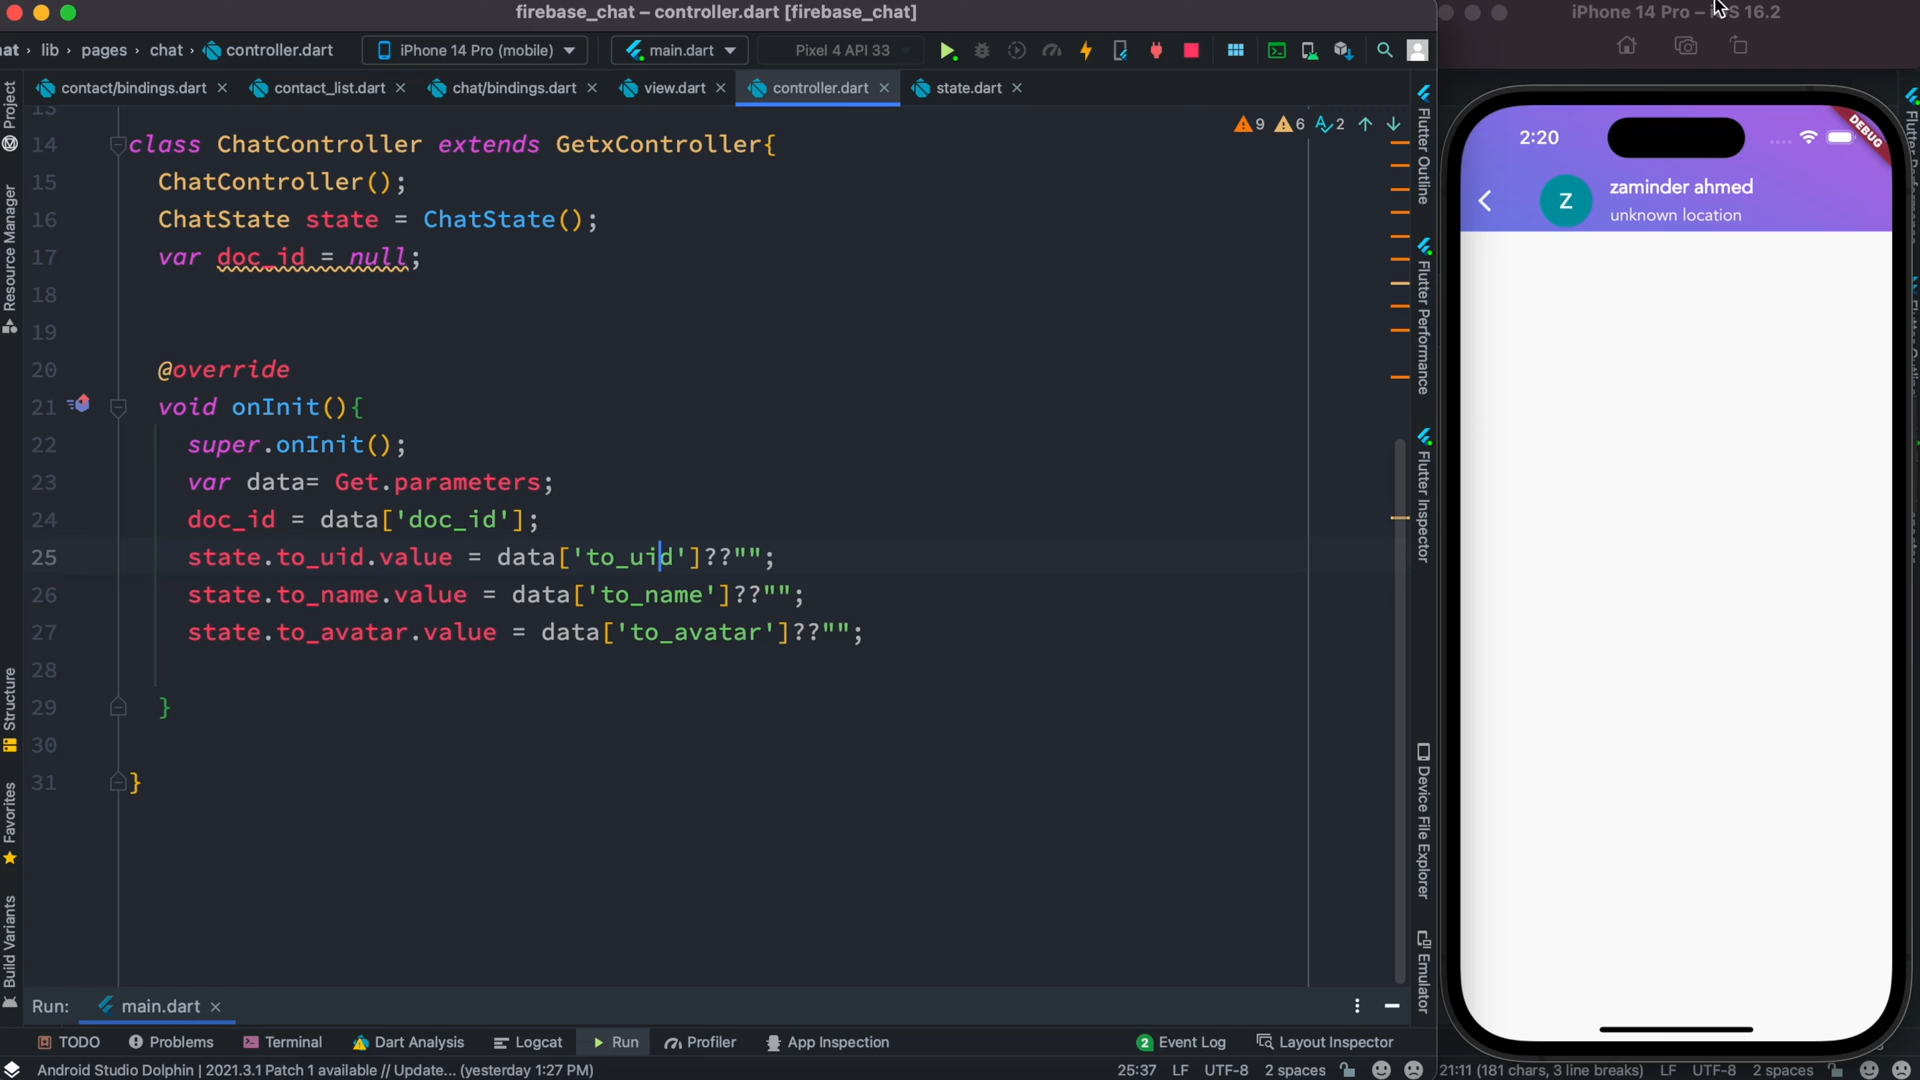 firebase_chat – controller.dart [firebase_chat]
iPhone 14 Pro – iOS 16.2
at › lib › pages › chat › controller.dart
iPhone 14 Pro (mobile)
main.dart
Pixel 4 API 33
contact/bindings.dart
contact_list.dart
chat/bindings.dart
view.dart
controller.dart
state.dart
9 6 2
13
14 class ChatController extends GetxController{
15 ChatController();
16 ChatState state = ChatState();
17 var doc_id = null;
18
19
20 @override
21 void onInit(){
22 super.onInit();
23 var data= Get.parameters;
24 doc_id = data['doc_id'];
25 state.to_uid.value = data['to_uid']??"";
26 state.to_name.value = data['to_name']??"";
27 state.to_avatar.value = data['to_avatar']??"";
28
29 }
30
31 }
Project
Resource Manager
Structure
Favorites
Build Variants
Flutter Outline
Flutter Performance
Flutter Inspector
Device File Explorer
Emulator
2:20
DEBUG
Z
zaminder ahmed
unknown location
Run: main.dart
TODO Problems Terminal Dart Analysis Logcat Run Profiler App Inspection 2 Event Log Layout Inspector
Android Studio Dolphin | 2021.3.1 Patch 1 available // Update... (yesterday 1:27 PM)
25:37 LF UTF-8 2 spaces
21:11 (181 chars, 3 line breaks) LF UTF-8 2 spaces